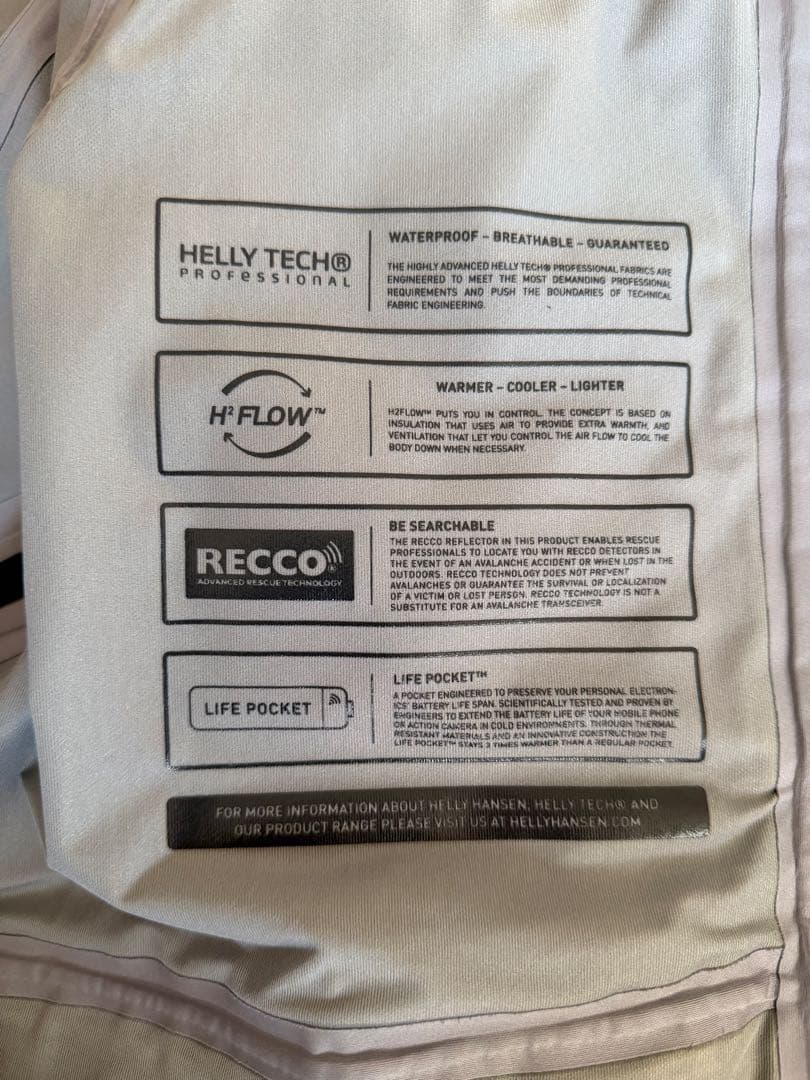 HELLY TECH®
PROFESSIONAL
WATERPROOF – BREATHABLE – GUARANTEED
THE HIGHLY ADVANCED HELLY TECH® PROFESSIONAL FABRICS ARE
ENGINEERED TO MEET THE MOST DEMANDING PROFESSIONAL
REQUIREMENTS AND PUSH THE BOUNDARIES OF TECHNICAL
FABRIC ENGINEERING.
H² FLOW™
WARMER – COOLER – LIGHTER
H2FLOW™ PUTS YOU IN CONTROL. THE CONCEPT IS BASED ON
INSULATION THAT USES AIR TO PROVIDE EXTRA WARMTH, AND
VENTILATION THAT LET YOU CONTROL THE AIR FLOW TO COOL THE
BODY DOWN WHEN NECESSARY.
RECCO®
ADVANCED RESCUE TECHNOLOGY
BE SEARCHABLE
THE RECCO REFLECTOR IN THIS PRODUCT ENABLES RESCUE
PROFESSIONALS TO LOCATE YOU WITH RECCO DETECTORS IN
THE EVENT OF AN AVALANCHE ACCIDENT OR WHEN LOST IN THE
OUTDOORS. RECCO TECHNOLOGY DOES NOT PREVENT
AVALANCHES OR GUARANTEE THE SURVIVAL OR LOCALIZATION
OF A VICTIM OR LOST PERSON. RECCO TECHNOLOGY IS NOT A
SUBSTITUTE FOR AN AVALANCHE TRANSCEIVER.
LIFE POCKET
LIFE POCKET™
A POCKET ENGINEERED TO PRESERVE YOUR PERSONAL ELECTRON-
ICS' BATTERY LIFE SPAN. SCIENTIFICALLY TESTED AND PROVEN BY
ENGINEERS TO EXTEND THE BATTERY LIFE OF YOUR MOBILE PHONE
OR ACTION CAMERA IN COLD ENVIRONMENTS. THROUGH THERMAL
RESISTANT MATERIALS AND AN INNOVATIVE CONSTRUCTION THE
LIFE POCKET™ STAYS 3 TIMES WARMER THAN A REGULAR POCKET.
FOR MORE INFORMATION ABOUT HELLY HANSEN, HELLY TECH® AND
OUR PRODUCT RANGE PLEASE VISIT US AT HELLYHANSEN.COM